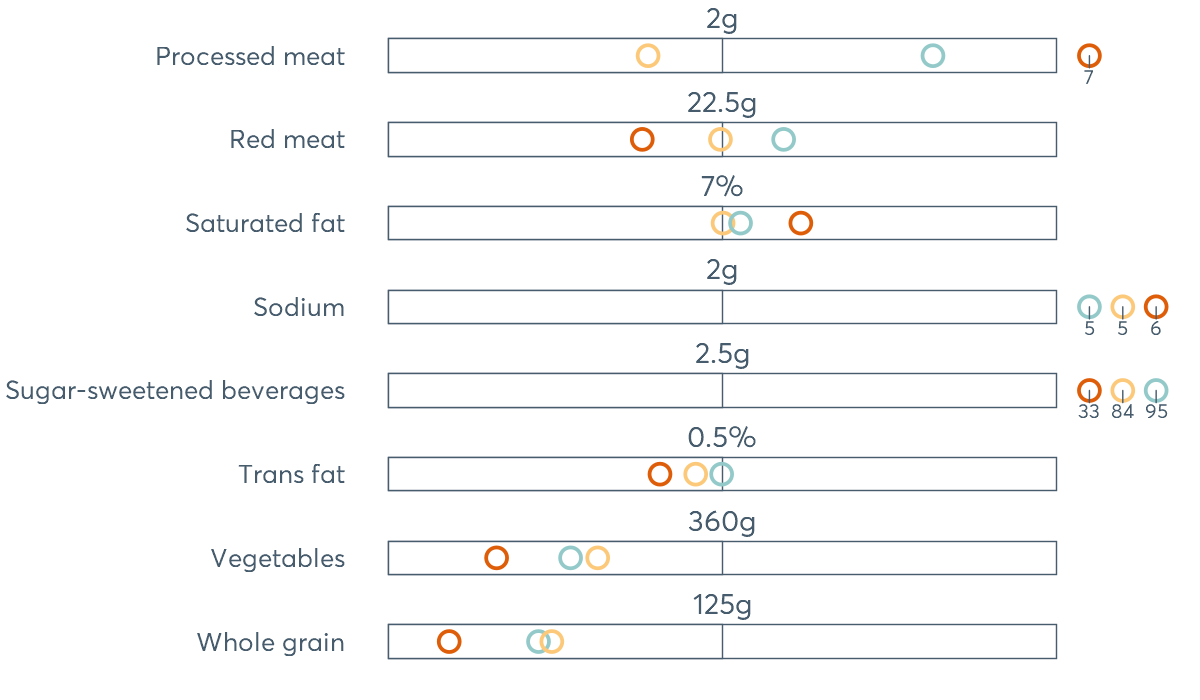 2g
Processed meat
7
22.5g
Red meat
7%
Saturated fat
2g
Sodium
5 5 6
2.5g
Sugar-sweetened beverages
33 84 95
0.5%
Trans fat
360g
Vegetables
125g
Whole grain